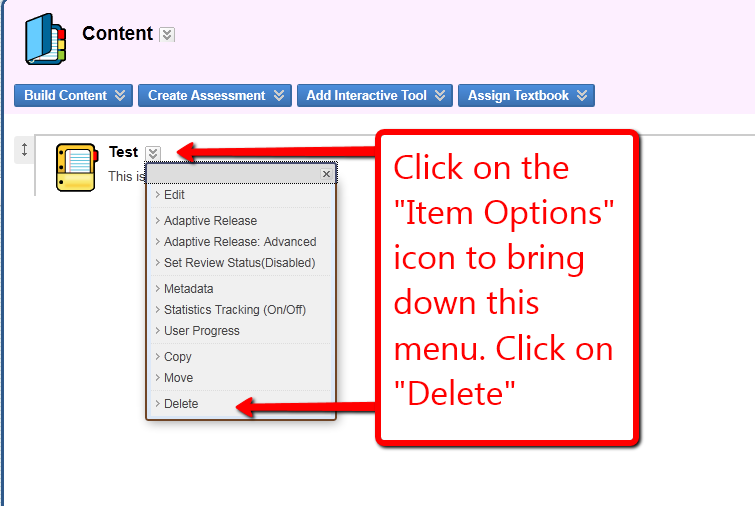 Content
Build Content
Create Assessment
Add Interactive Tool
Assign Textbook
Test
This is
Edit
Adaptive Release
Adaptive Release: Advanced
Set Review Status(Disabled)
Metadata
Statistics Tracking (On/Off)
User Progress
Copy
Move
Delete
Click on the
"Item Options"
icon to bring
down this
menu. Click on
"Delete"